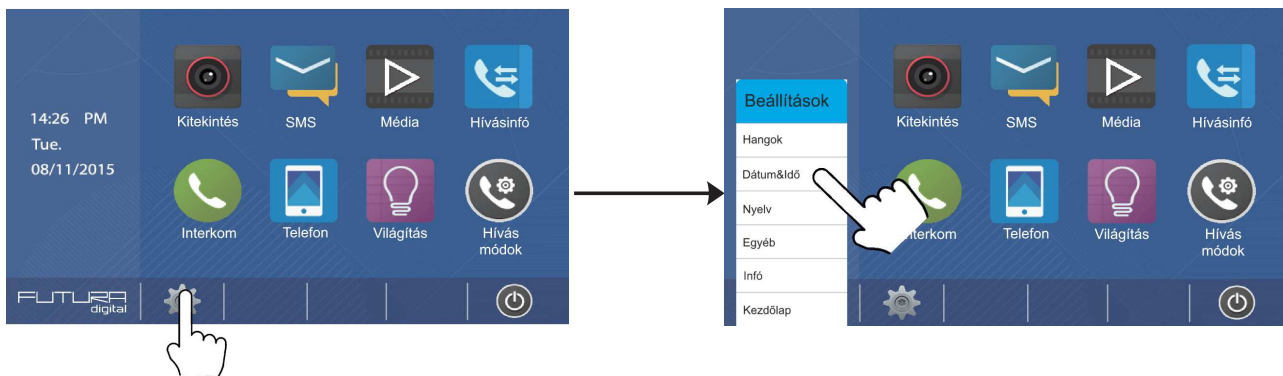 14:26 PM
Tue.
08/11/2015
Kitekintés SMS Média Hívásinfó
Interkom Telefon Világítás Hívás
módok
FUTURA
digital
Beállítások
Hangok
Dátum&Idő
Nyelv
Egyéb
Infó
Kezdőlap
Kitekintés SMS Média Hívásinfó
nterkom Telefon Világítás Hívás
módok